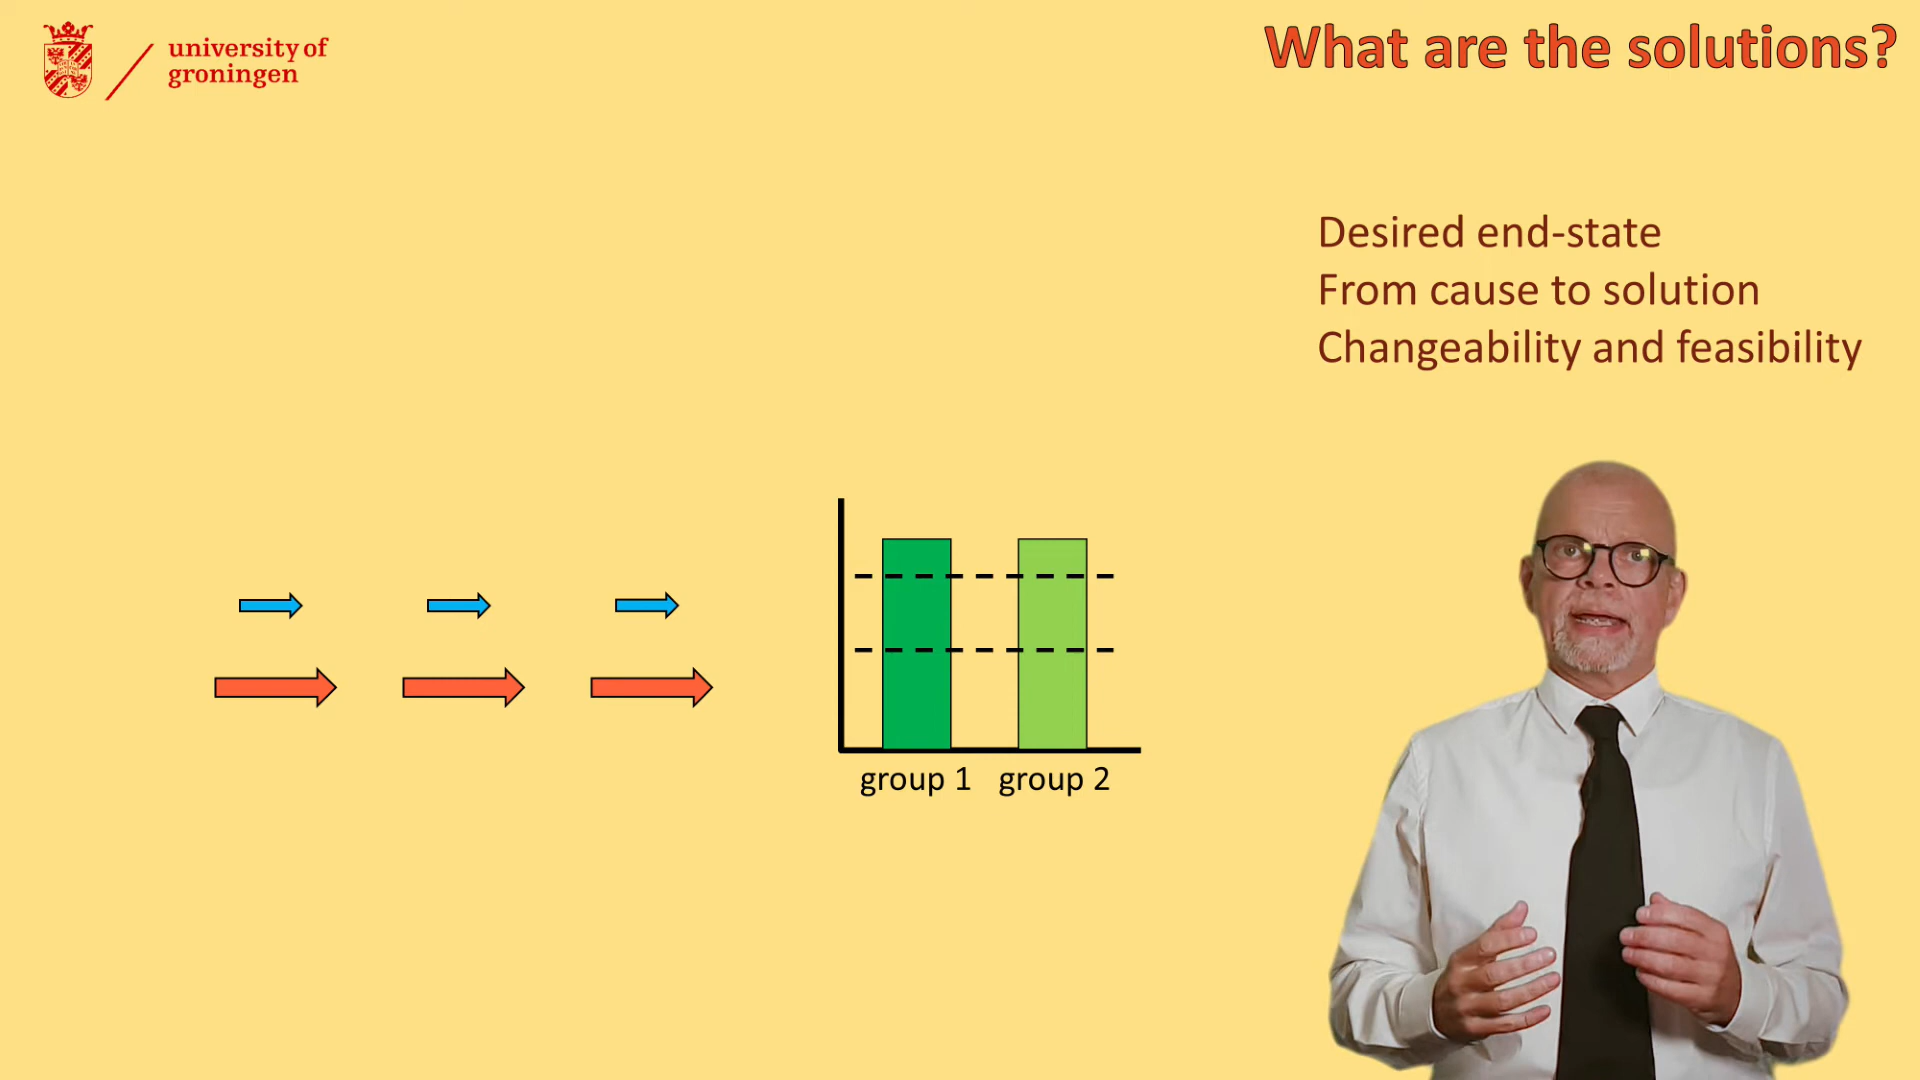 university of
groningen
What are the solutions?
Desired end-state
From cause to solution
Changeability and feasibility
group 1 group 2